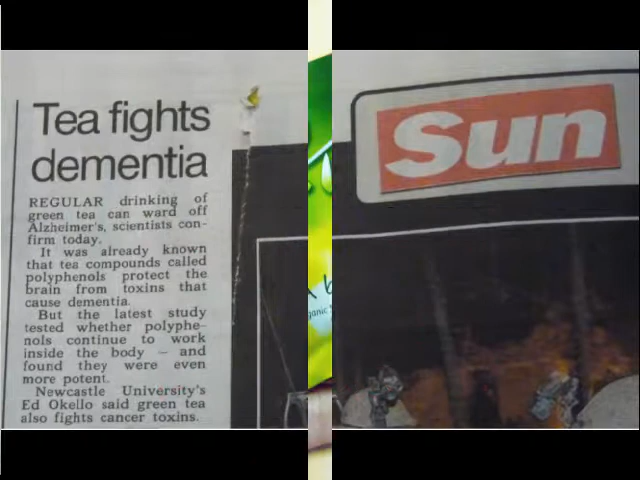 Tea fights
dementia
REGULAR drinking of
green tea can ward off
Alzheimer's, scientists con-
firm today.
It was already known
that tea compounds called
polyphenols protect the
brain from toxins that
cause dementia.
But the latest study
tested whether polyphe-
nols continue to work
inside the body – and
found they were even
more potent.
Newcastle University's
Ed Okello said green tea
also fights cancer toxins.
Sun